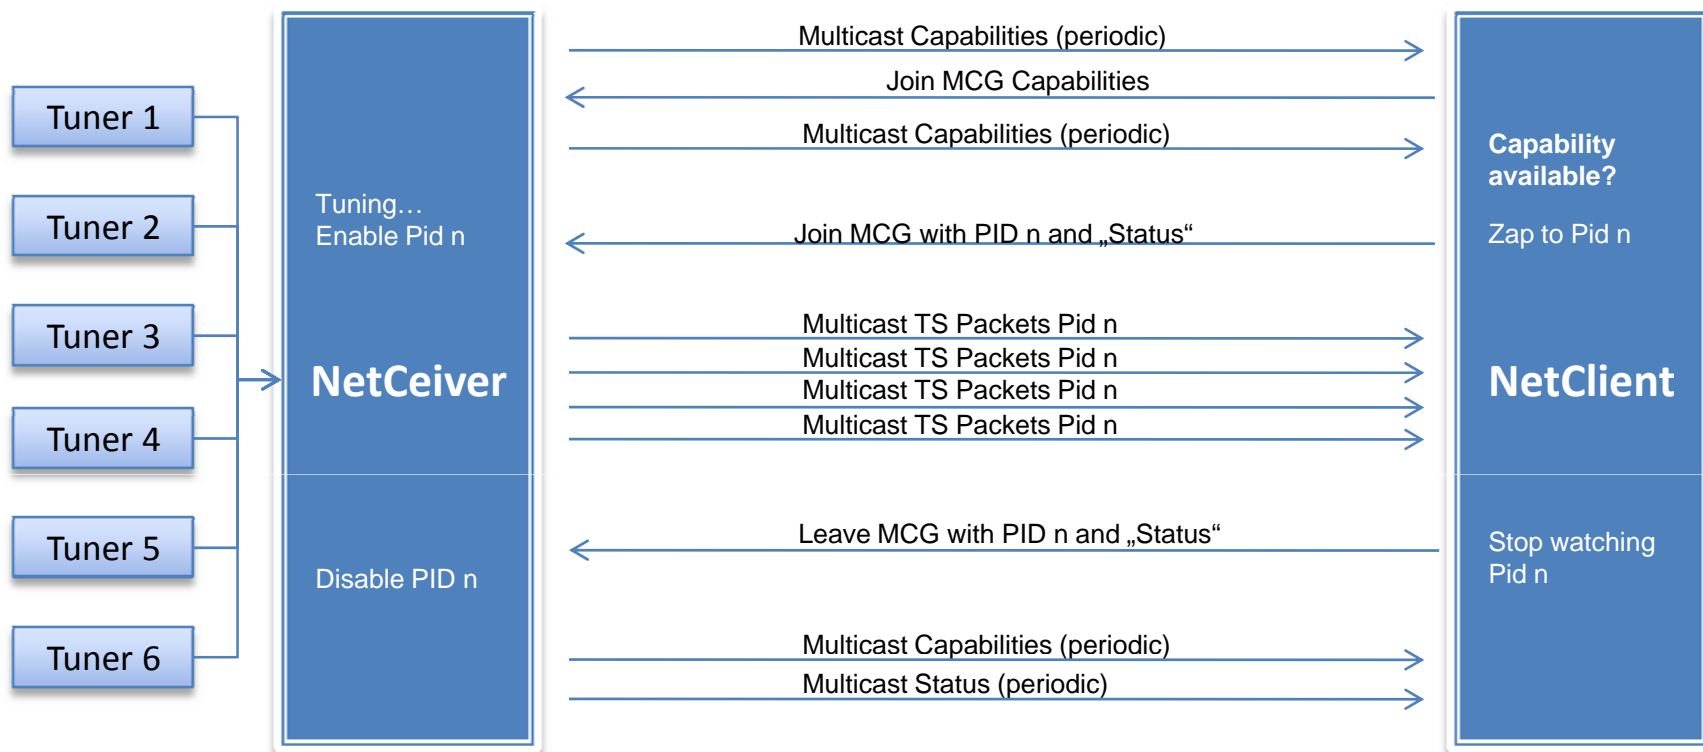 Tuner 1
Tuner 2
Tuner 3
Tuner 4
Tuner 5
Tuner 6
Tuning…
Enable Pid n
NetCeiver
Disable PID n
Multicast Capabilities (periodic)
Join MCG Capabilities
Multicast Capabilities (periodic)
Join MCG with PID n and „Status“
Multicast TS Packets Pid n
Multicast TS Packets Pid n
Multicast TS Packets Pid n
Multicast TS Packets Pid n
Leave MCG with PID n and „Status“
Multicast Capabilities (periodic)
Multicast Status (periodic)
Capability
available?
Zap to Pid n
NetClient
Stop watching
Pid n